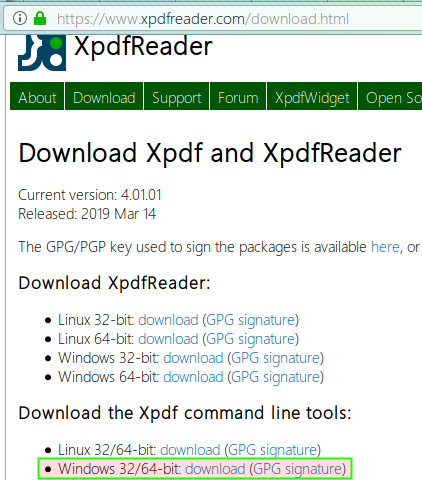 https://www.xpdfreader.com/download.html
XpdfReader
About Download Support Forum XpdfWidget Open So
Download Xpdf and XpdfReader
Current version: 4.01.01
Released: 2019 Mar 14
The GPG/PGP key used to sign the packages is available here, or
Download XpdfReader:
• Linux 32-bit: download (GPG signature)
• Linux 64-bit: download (GPG signature)
• Windows 32-bit: download (GPG signature)
• Windows 64-bit: download (GPG signature)
Download the Xpdf command line tools:
• Linux 32/64-bit: download (GPG signature)
• Windows 32/64-bit: download (GPG signature)